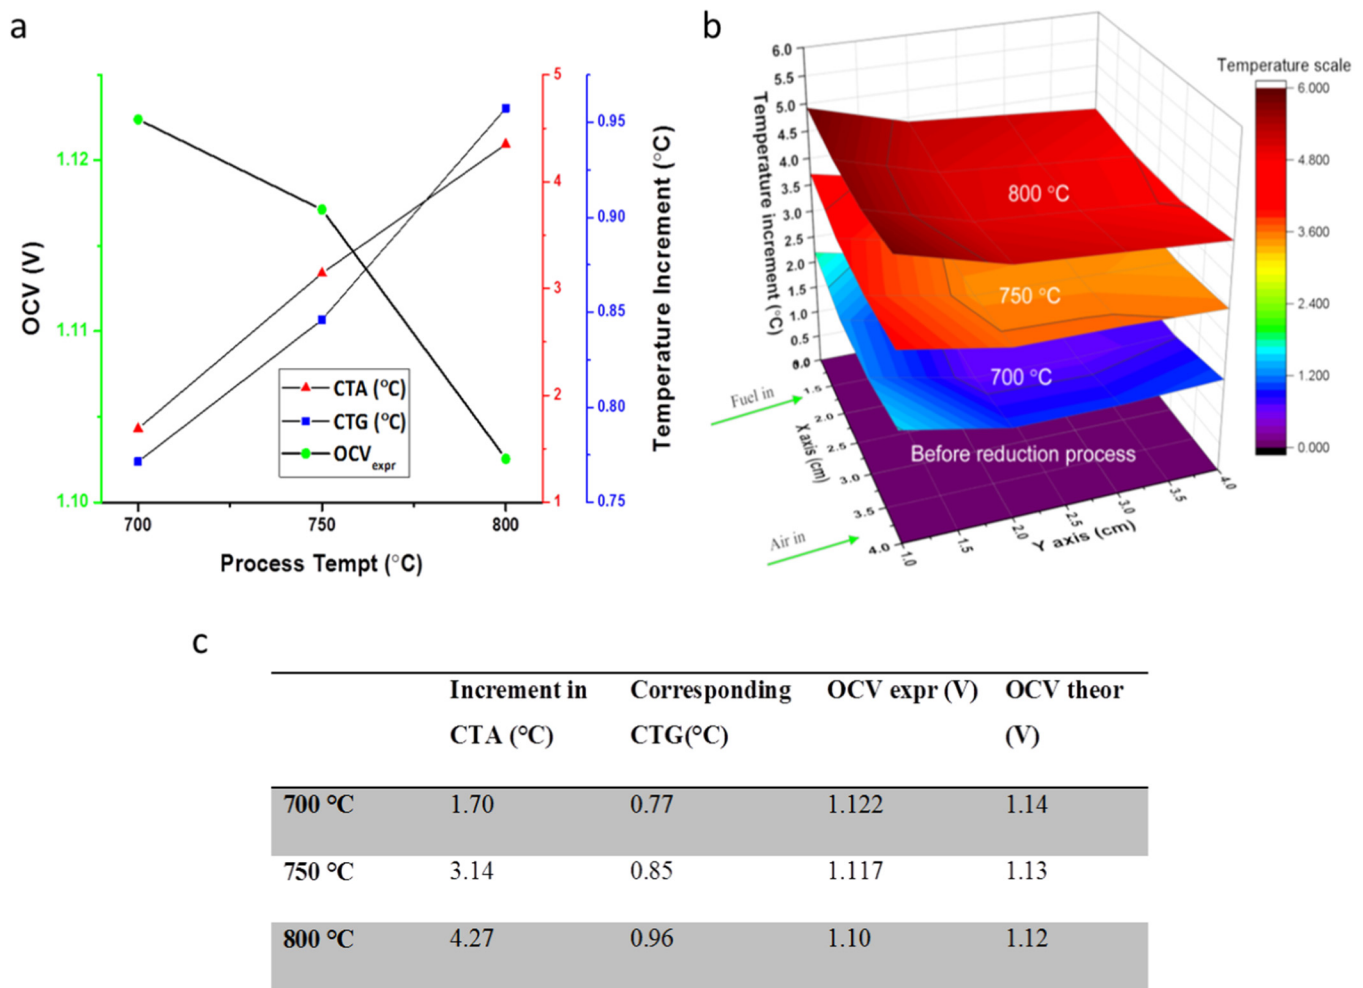 a
OCV (V)
1.12
1.11
1.10
5
4
3
2
1
0.95
0.90
0.85
0.80
0.75
Temperature Increment (°C)
CTA (°C)
CTG (°C)
OCVexpr
700
750
800
Process Tempt (°C)
b
6.0
5.5
5.0
4.5
4.0
3.5
3.0
2.5
2.0
1.5
1.0
0.5
0.0
Temperature increment (°C)
800 °C
750 °C
700 °C
Before reduction process
Fuel in
Air in
1.5
2.0
2.5
3.0
3.5
4.0
X axis (cm)
1.0
1.5
2.0
2.5
3.0
3.5
4.0
Y axis (cm)
Temperature scale
6.000
4.800
3.600
2.400
1.200
0.000
c
Increment in Corresponding OCV expr (V) OCV theor
CTA (°C) CTG(°C) (V)
700 °C 1.70 0.77 1.122 1.14
750 °C 3.14 0.85 1.117 1.13
800 °C 4.27 0.96 1.10 1.12